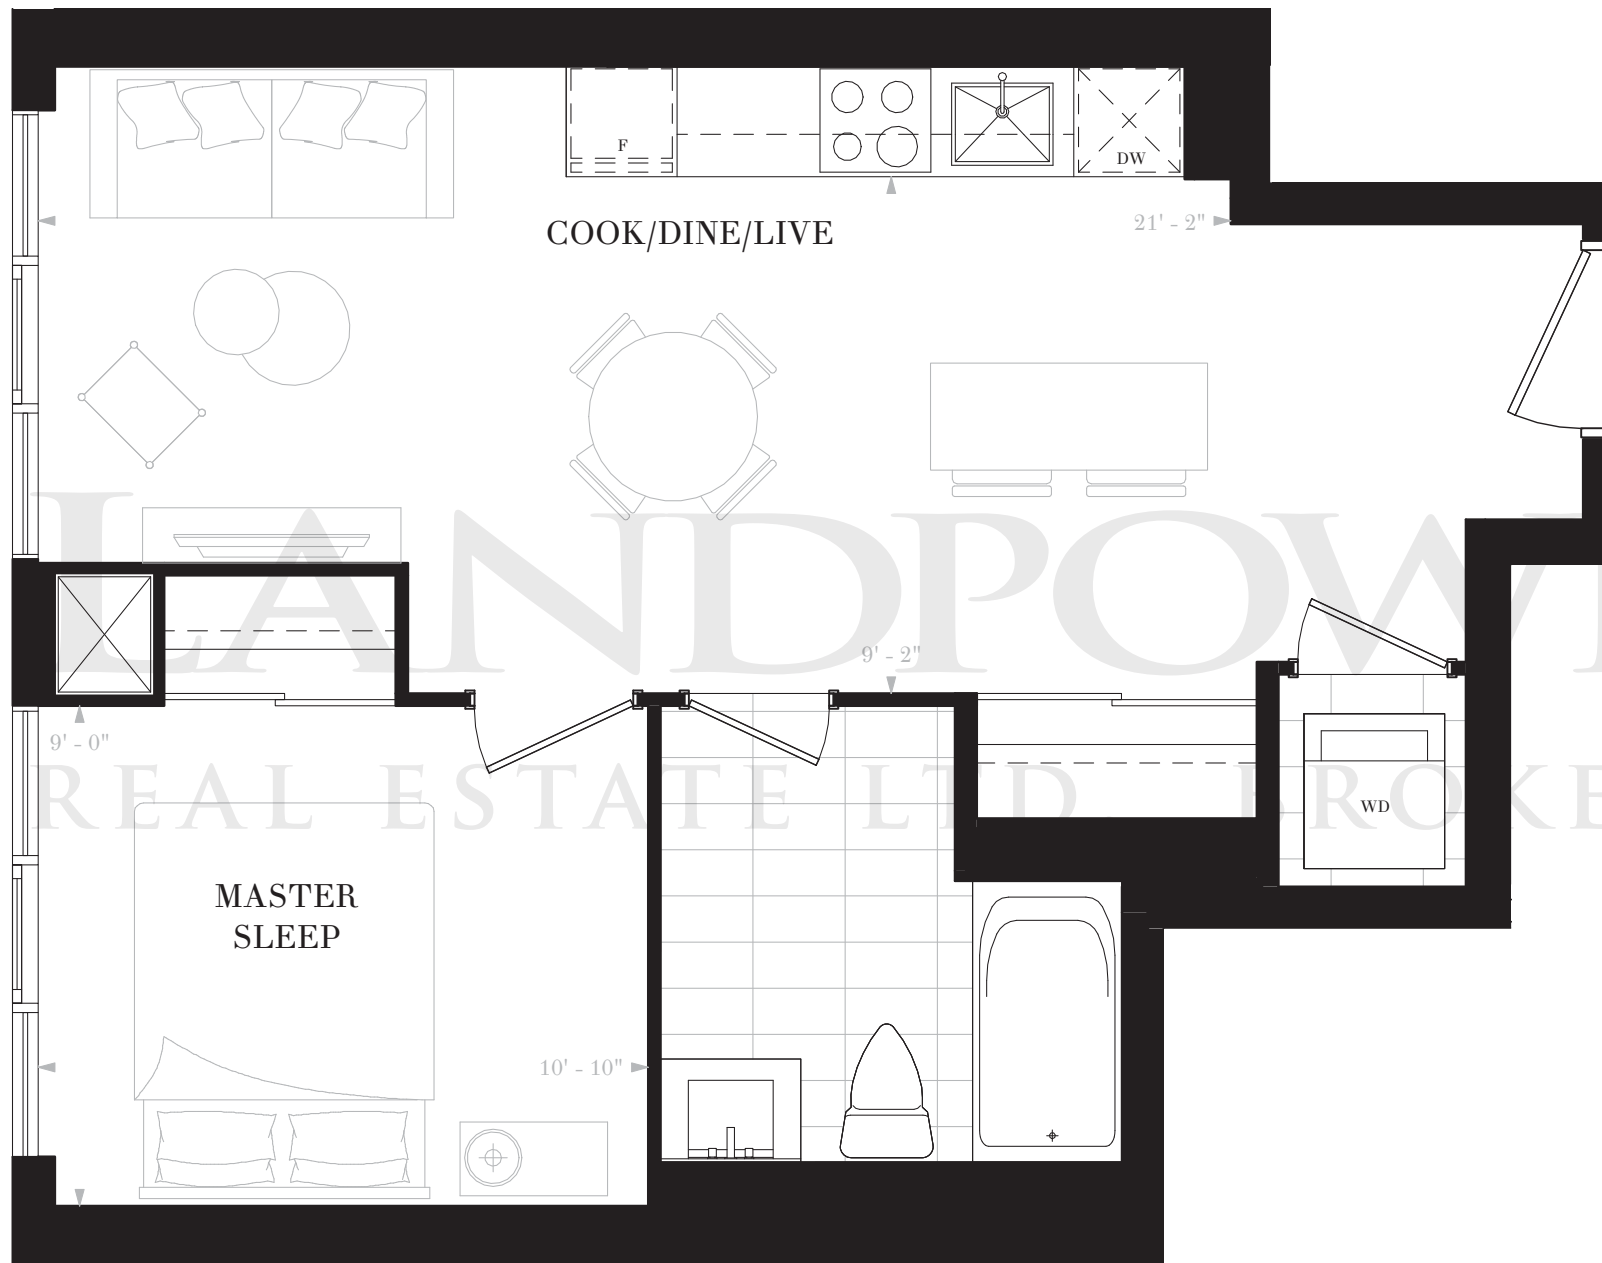 F
DW
COOK/DINE/LIVE
21' - 2"
LANDPOW
9' - 2"
9' - 0"
REAL ESTATE LTD BROKE
WD
MASTER
SLEEP
10' - 10"